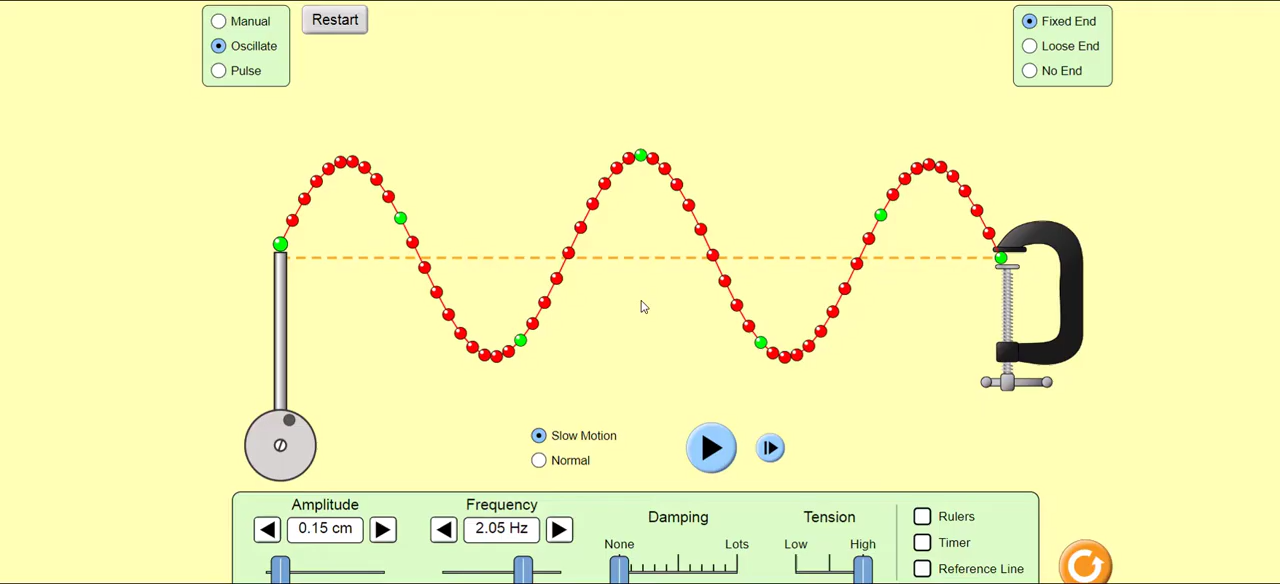 Manual
Oscillate
Pulse
Restart
Fixed End
Loose End
No End
Slow Motion
Normal
Amplitude
0.15 cm
Frequency
2.05 Hz
Damping
None
Lots
Tension
Low
High
Rulers
Timer
Reference Line